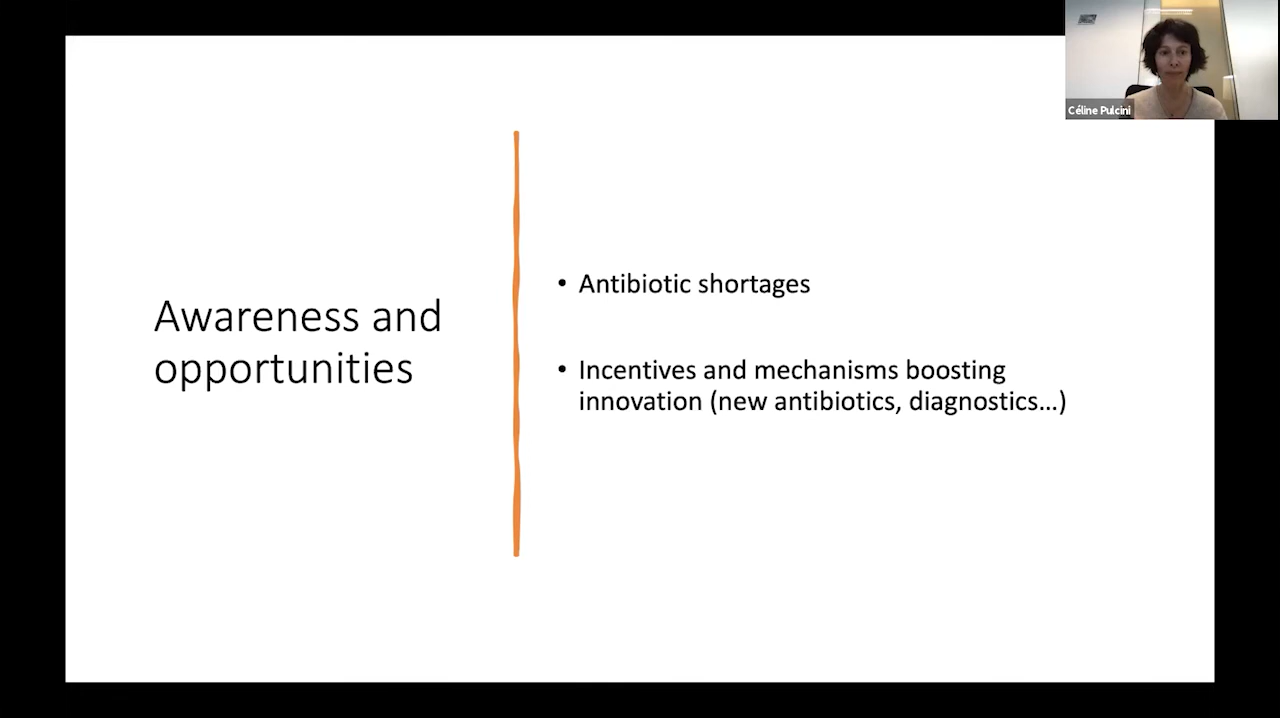 Céline Pulcini
Awareness and
opportunities
• Antibiotic shortages
• Incentives and mechanisms boosting
innovation (new antibiotics, diagnostics...)